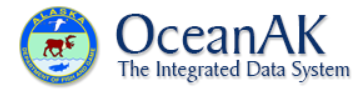 ALASKA
DEPARTMENT OF FISH AND GAME
OceanAK
The Integrated Data System